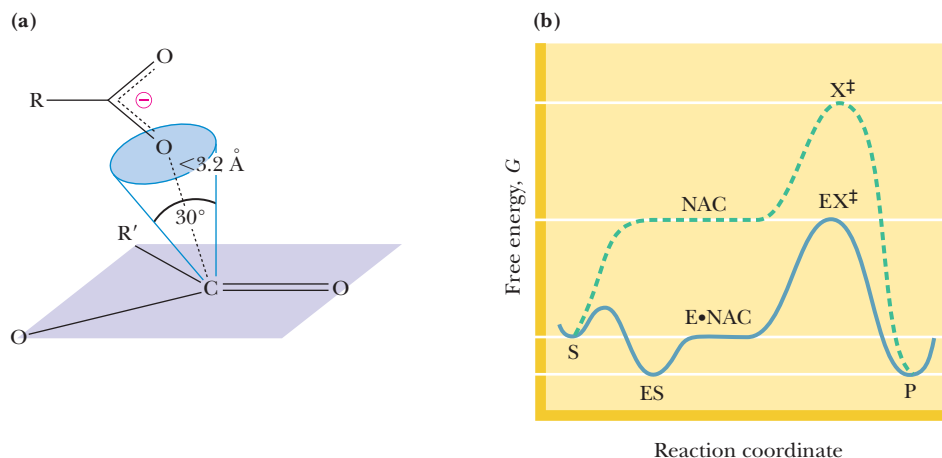 (a)
O
R
⊖
O
<3.2 Å
30°
R′
C
O
O
(b)
X‡
NAC
EX‡
E•NAC
S
ES
P
Free energy, G
Reaction coordinate